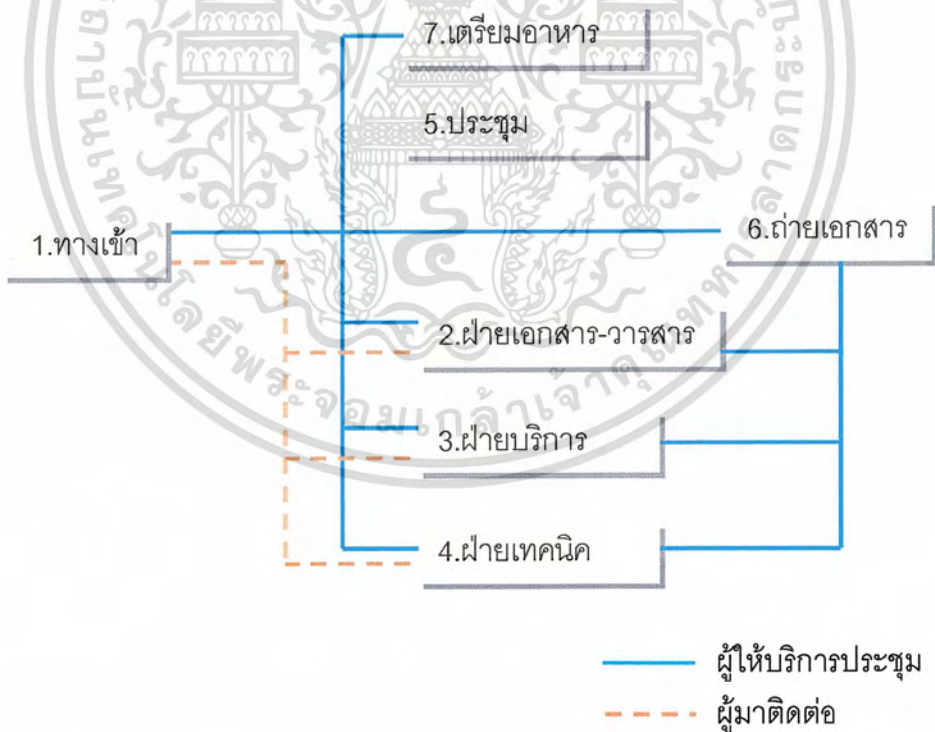 7.เตรียมอาหาร
5.ประชุม
1.ทางเข้า
6.ถ่ายเอกสาร
2.ฝ่ายเอกสาร-วารสาร
3.ฝ่ายบริการ
4.ฝ่ายเทคนิค
ผู้ให้บริการประชุม
ผู้มาติดต่อ